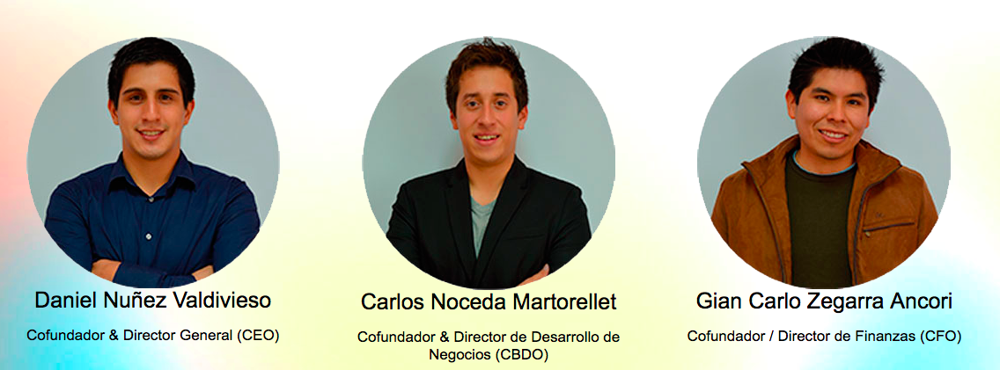 Daniel Nuñez Valdivieso
Cofundador & Director General (CEO)
Carlos Noceda Martorellet
Cofundador & Director de Desarrollo de
Negocios (CBDO)
Gian Carlo Zegarra Ancori
Cofundador / Director de Finanzas (CFO)